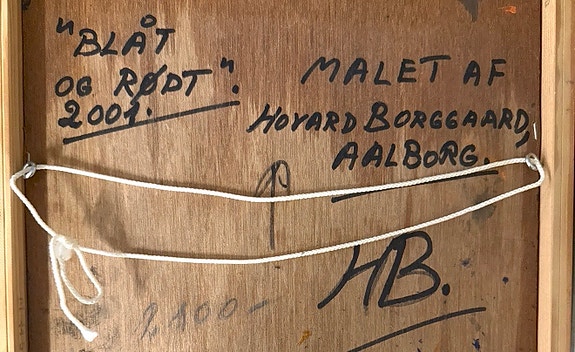 "BLÅT
OG RØDT".
2001.
MALET AF
HOVARD BORGGAARD,
AALBORG.
HB.
2100-